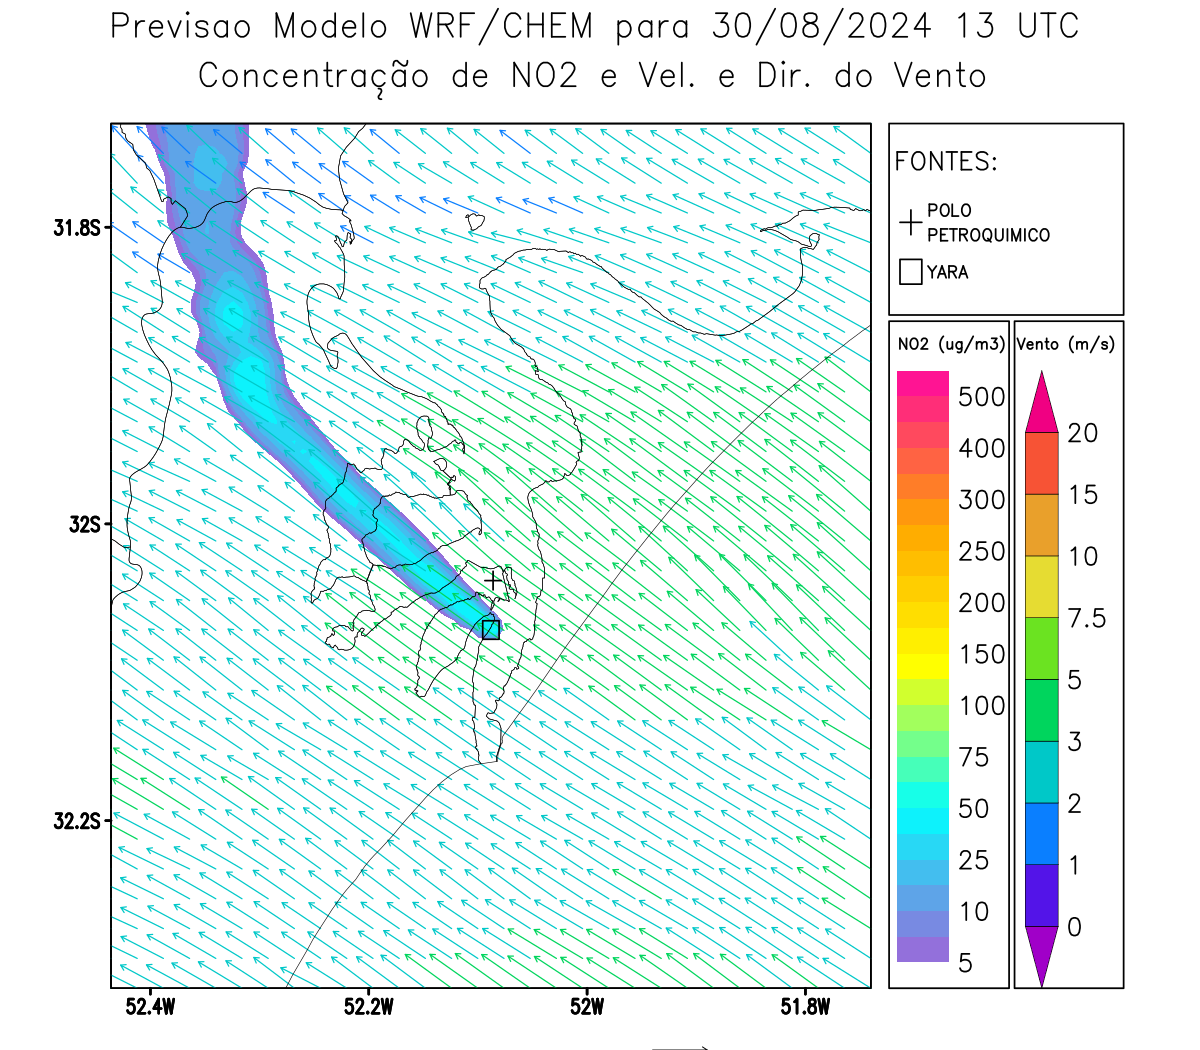 Previsao Modelo WRF/CHEM para 30/08/2024 13 UTC
Concentração de NO2 e Vel. e Dir. do Vento
FONTES:
POLO
PETROQUIMICO
YARA
NO2 (ug/m3)
500
400
300
250
200
150
100
75
50
25
10
5
Vento (m/s)
20
15
10
7.5
5
3
2
1
0
31.8S
32S
32.2S
52.4W
52.2W
52W
51.8W